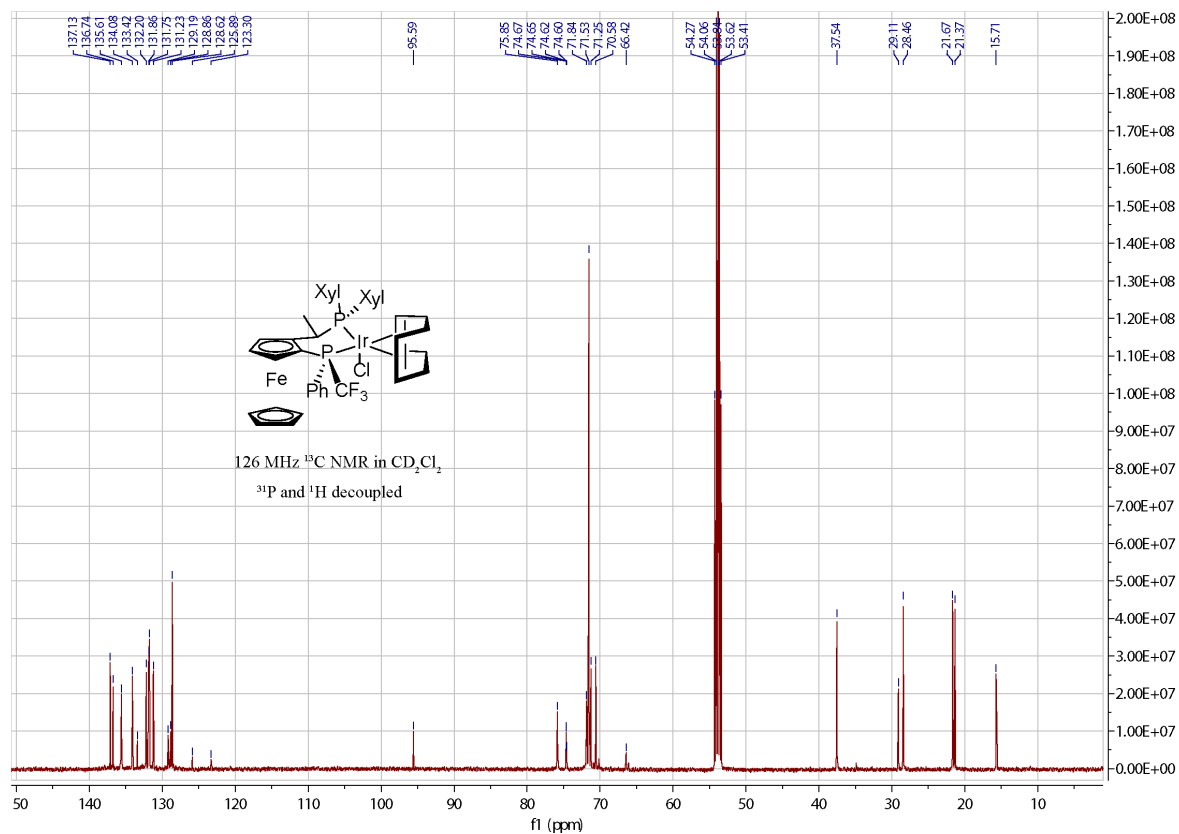 137.13
136.74
135.61
134.08
133.42
132.20
131.86
131.75
131.23
129.19
128.86
128.62
125.89
123.30
95.59
75.85
74.67
74.65
74.62
74.60
71.84
71.53
71.25
70.58
66.42
54.27
54.06
53.84
53.62
53.41
37.54
29.11
28.46
21.67
21.37
15.71
2.00E+08
1.90E+08
1.80E+08
1.70E+08
1.60E+08
1.50E+08
1.40E+08
1.30E+08
1.20E+08
1.10E+08
1.00E+08
9.00E+07
8.00E+07
7.00E+07
6.00E+07
5.00E+07
4.00E+07
3.00E+07
2.00E+07
1.00E+07
0.00E+00
Xyl Xyl
P
P Ir
Cl
Fe Ph CF₃
126 MHz ¹³C NMR in CD₂Cl₂
³¹P and ¹H decoupled
50 140 130 120 110 100 90 80 70 60 50 40 30 20 10
f1 (ppm)